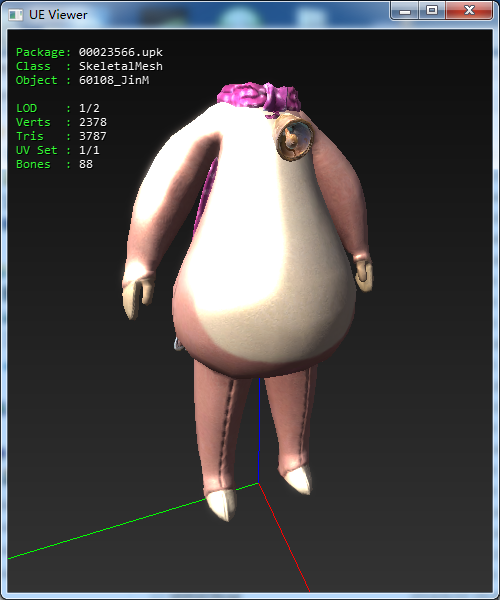 UE Viewer
Package: 00023566.upk
Class : SkeletalMesh
Object : 60108_JinM
LOD : 1/2
Verts : 2378
Tris : 3787
UV Set : 1/1
Bones : 88